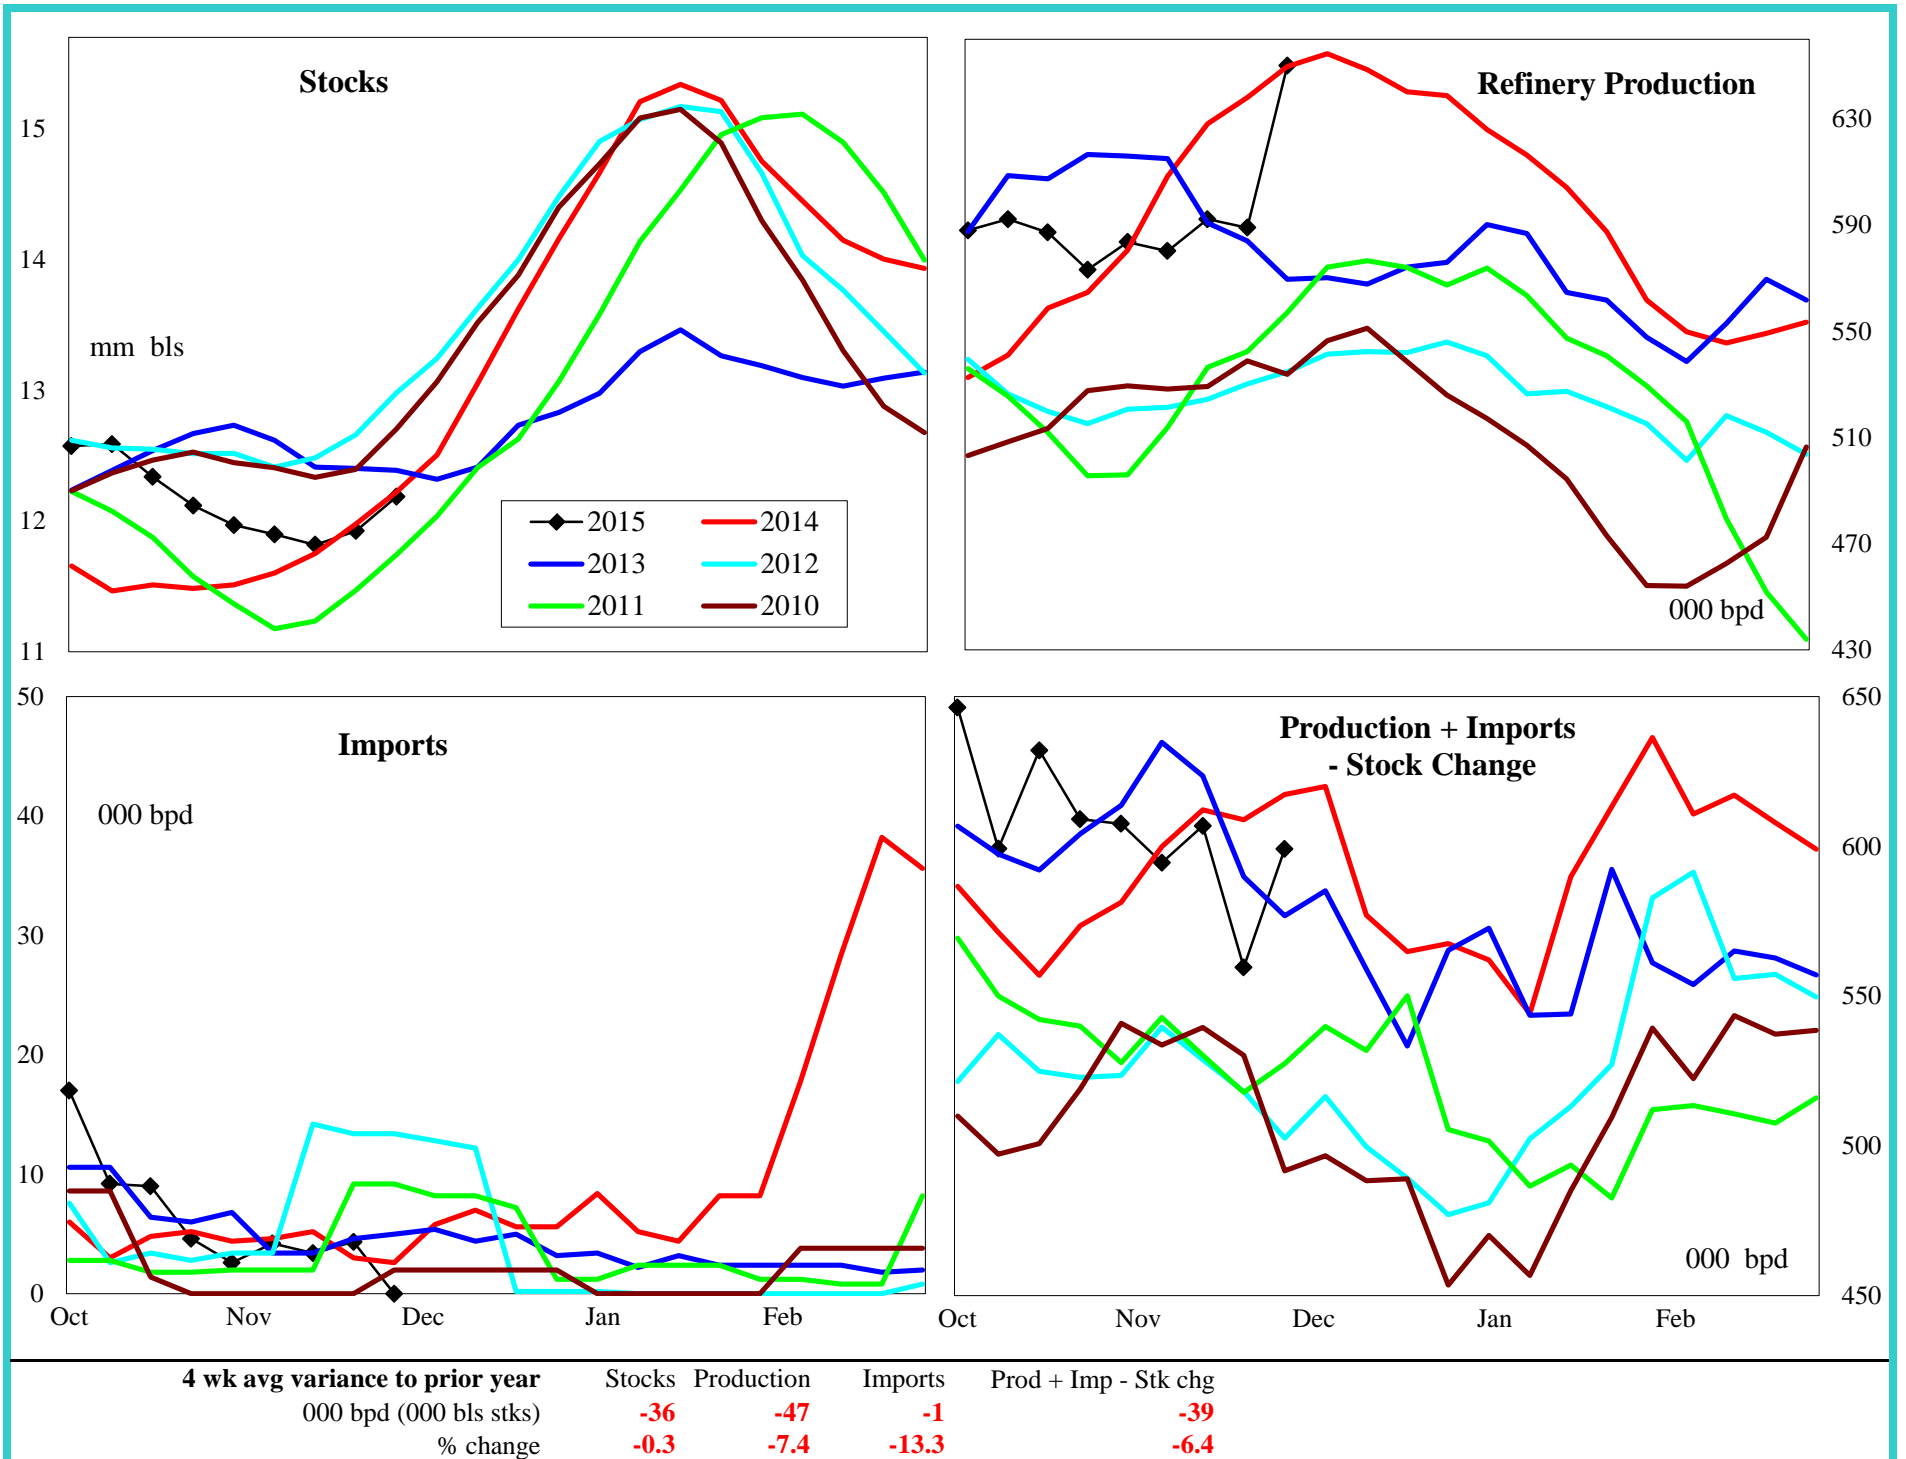 Stocks
15
14
mm bls
13
12
11
2015 2014
2013 2012
2011 2010
Refinery Production
630
590
550
510
470
430
000 bpd
Imports
50
40
000 bpd
30
20
10
0
Oct Nov Dec Jan Feb
Production + Imports
- Stock Change
650
600
550
500
450
000 bpd
Oct Nov Dec Jan Feb
4 wk avg variance to prior year Stocks Production Imports Prod + Imp - Stk chg
000 bpd (000 bls stks) -36 -47 -1 -39
% change -0.3 -7.4 -13.3 -6.4